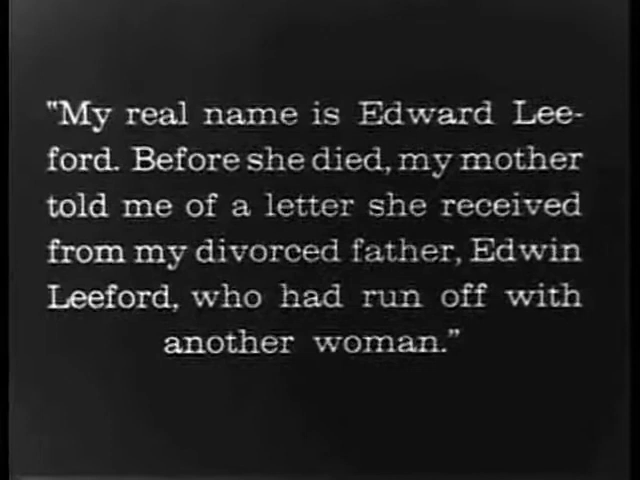 "My real name is Edward Lee-
ford. Before she died, my mother
told me of a letter she received
from my divorced father, Edwin
Leeford, who had run off with
another woman."